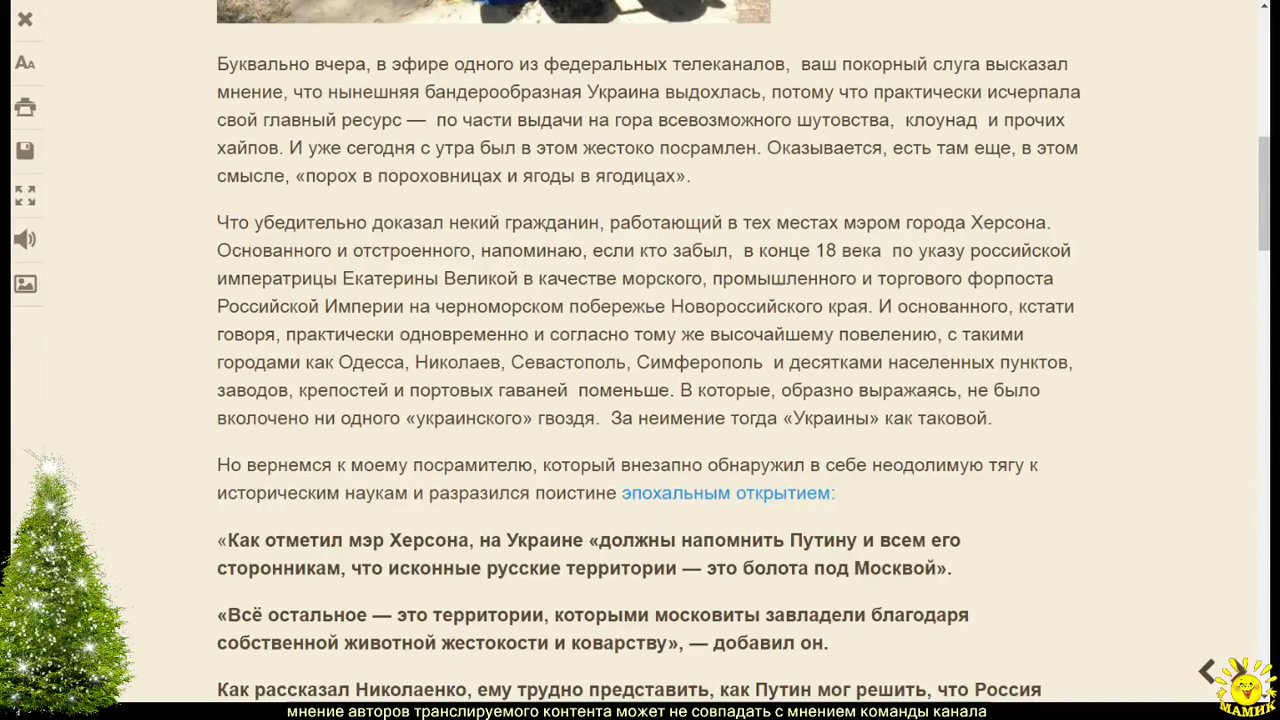 Буквально вчера, в эфире одного из федеральных телеканалов,  ваш покорный слуга высказал
мнение, что нынешняя бандерообразная Украина выдохлась, потому что практически исчерпала
свой главный ресурс —  по части выдачи на гора всевозможного шутовства,  клоунад  и прочих
хайпов. И уже сегодня с утра был в этом жестоко посрамлен. Оказывается, есть там еще, в этом
смысле, «порох в пороховницах и ягоды в ягодицах».
Что убедительно доказал некий гражданин, работающий в тех местах мэром города Херсона.
Основанного и отстроенного, напоминаю, если кто забыл,  в конце 18 века  по указу российской
императрицы Екатерины Великой в качестве морского, промышленного и торгового форпоста
Российской Империи на черноморском побережье Новороссийского края. И основанного, кстати
говоря, практически одновременно и согласно тому же высочайшему повелению, с такими
городами как Одесса, Николаев, Севастополь, Симферополь  и десятками населенных пунктов,
заводов, крепостей и портовых гаваней  поменьше. В которые, образно выражаясь, не было
вколочено ни одного «украинского» гвоздя.  За неимение тогда «Украины» как таковой.
Но вернемся к моему посрамителю, который внезапно обнаружил в себе неодолимую тягу к
историческим наукам и разразился поистине эпохальным открытием:
«Как отметил мэр Херсона, на Украине «должны напомнить Путину и всем его
сторонникам, что исконные русские территории — это болота под Москвой».
«Всё остальное — это территории, которыми московиты завладели благодаря
собственной животной жестокости и коварству», — добавил он.
Как рассказал Николаенко, ему трудно представить, как Путин мог решить, что Россия
МАМИК
мнение авторов транслируемого онтента может не совпадать с мнением команды канала